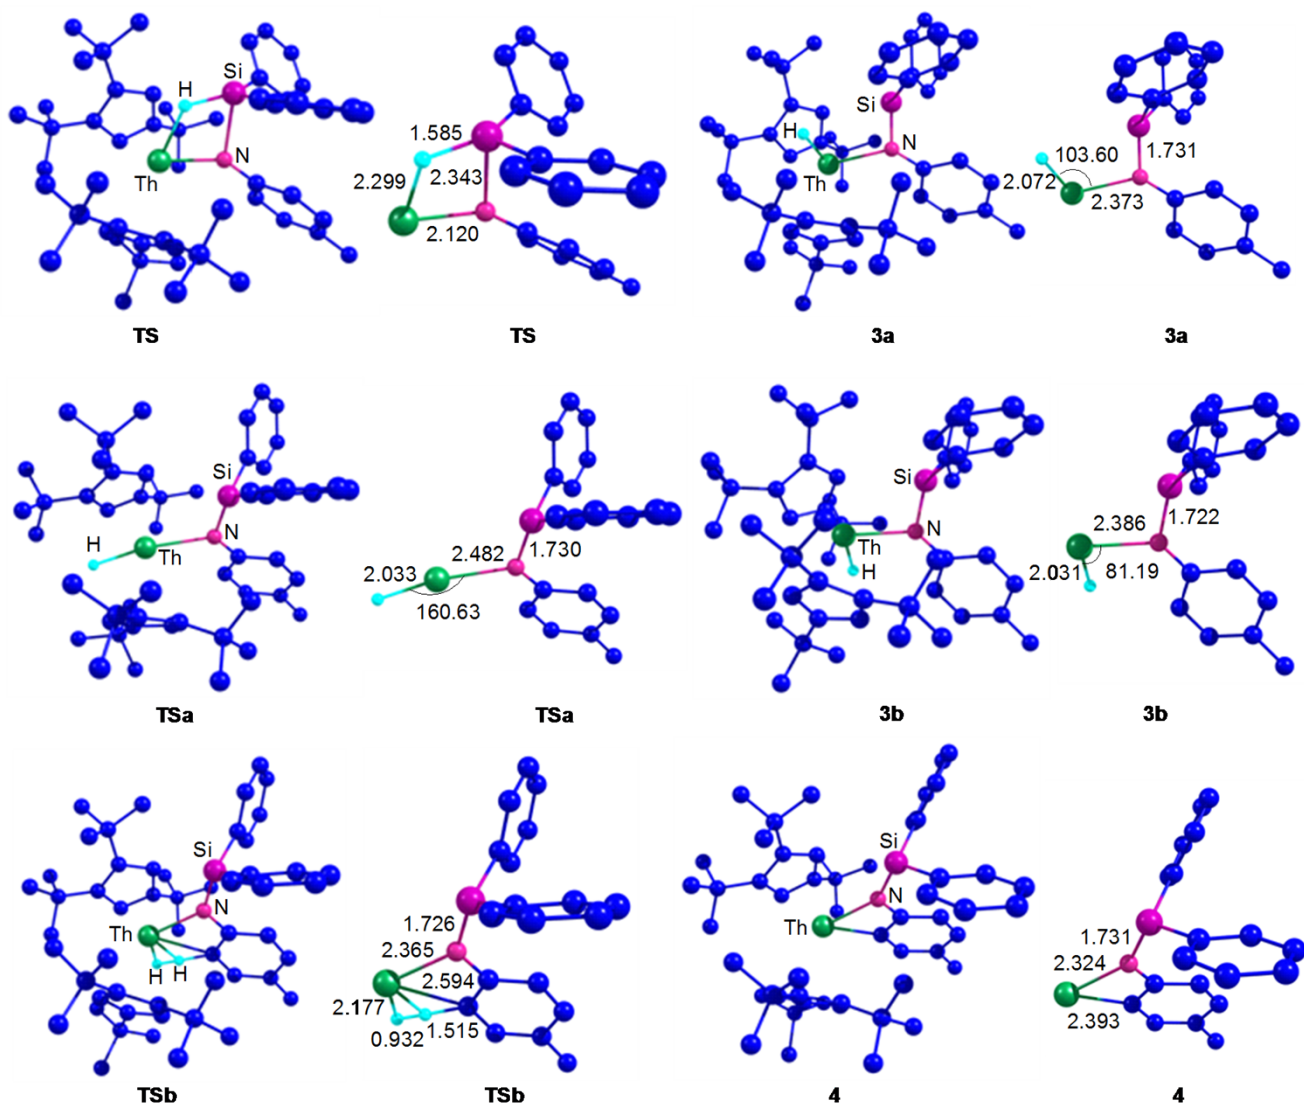 Si
H
N
Th
TS
1.585
2.299
2.343
2.120
TS
Si
H
N
Th
3a
103.60
1.731
2.072
2.373
3a
Si
N
H
Th
TSa
2.482
1.730
2.033
160.63
TSa
Si
N
Th
H
3b
2.386
1.722
2.031
81.19
3b
Si
N
Th
H
H
TSb
1.726
2.365
2.594
2.177
1.515
0.932
TSb
Si
N
Th
4
1.731
2.324
2.393
4